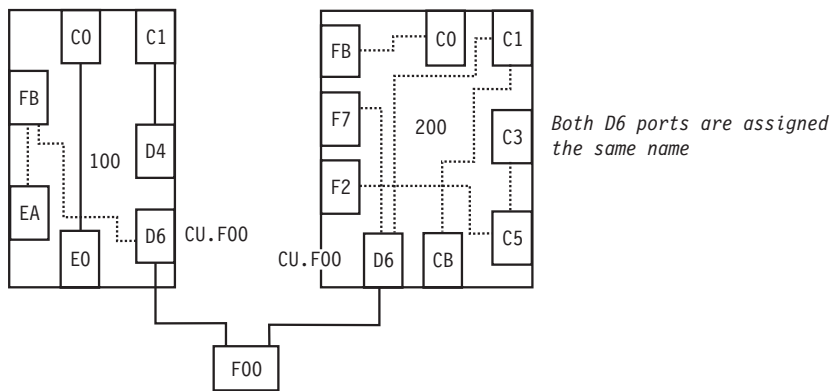 C0
C1
FB
100
D4
EA
D6
CU.F00
E0
C0
C1
FB
F7
200
C3
F2
CU.F00
D6
CB
C5
Both D6 ports are assigned
the same name
F00